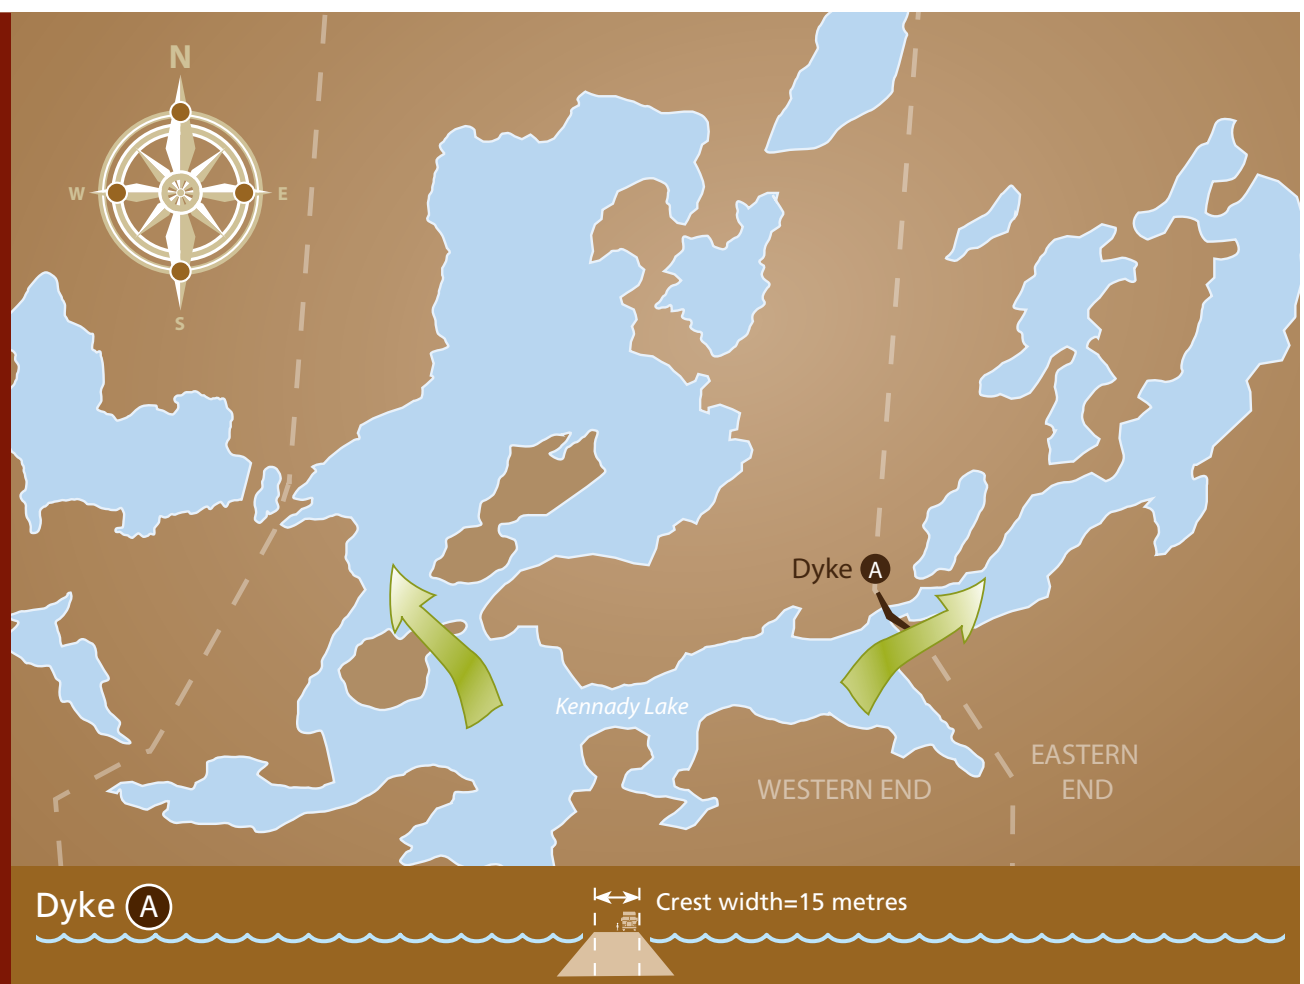 N
W
E
S
Dyke A
Kennady Lake
WESTERN END
EASTERN
END
Dyke A
Crest width=15 metres